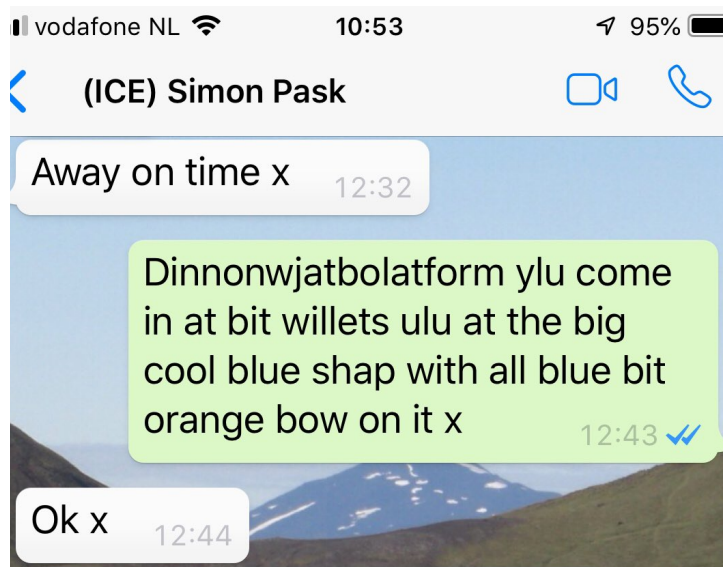 vodafone NL
10:53
95%
(ICE) Simon Pask
Away on time x
12:32
Dinnonwjatbolatform ylu come
in at bit willets ulu at the big
cool blue shap with all blue bit
orange bow on it x
12:43
Ok x
12:44